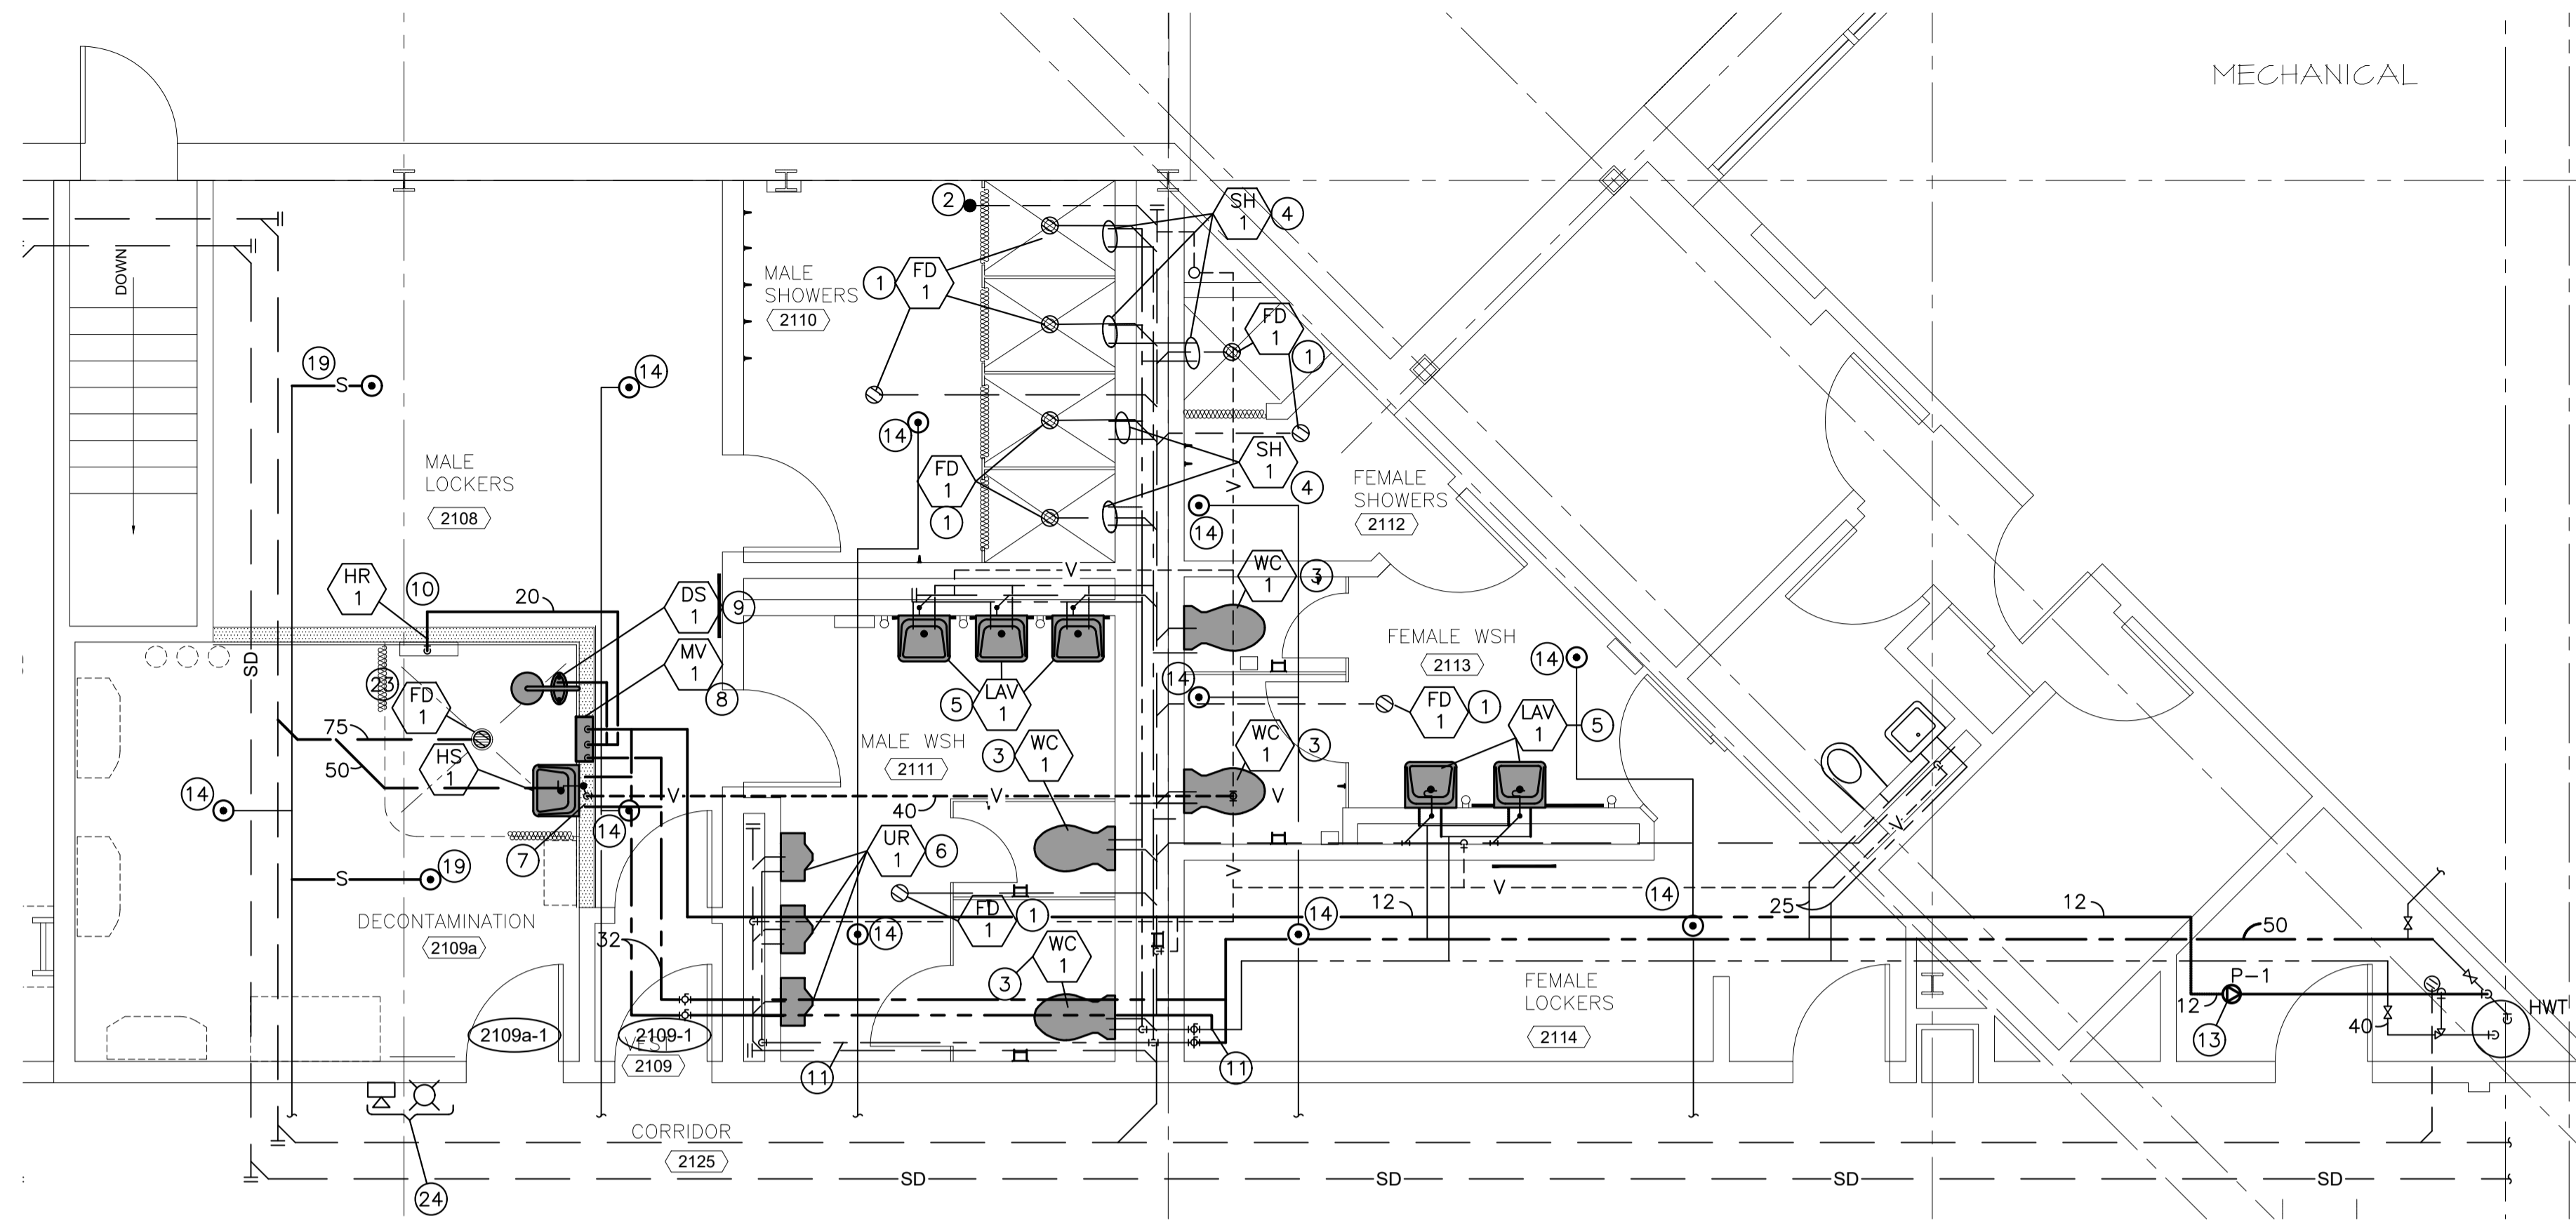 MECHANICAL
2
SH
1
4
DOWN
MALE
SHOWERS
2110
1
FD
1
FD
1
1
19
S
14
14
MALE
LOCKERS
2108
FD
1
1
SH
1
4
V
FEMALE
SHOWERS
2112
14
HR
1
10
20
DS
1
9
V
WC
1
3
SD
MV
1
8
FEMALE WSH
2113
14
14
23
FD
1
5
LAV
1
FD
1
1
LAV
1
5
75
50
HS
1
MALE WSH
2111
3
WC
1
WC
1
3
14
14
V
40
V
V
7
UR
1
6
V
V
19
S
V
14
DECONTAMINATION
2109a
32
14
FD
1
1
14
12
25
12
50
3
WC
1
FEMALE
LOCKERS
2114
P-1
12
13
40
HWT
2109a-1
2109-1
VEST
2109
11
11
24
CORRIDOR
2125
SD
SD
SD
SD